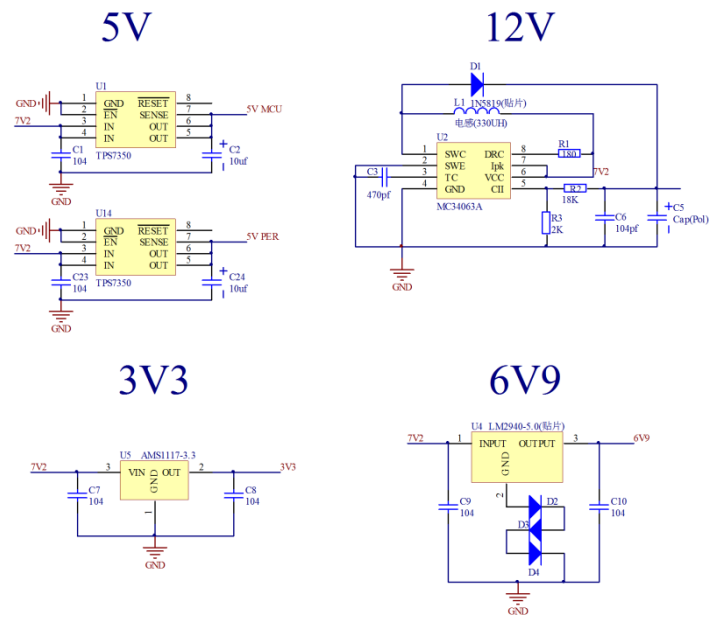 5V
12V
U1
GND
1 GND RESET 8
2 EN SENSE 7
3 IN OUT 6
4 IN OUT 5
7V2
5V MCU
TPS7350
C1
104
C2
10uf
GND
U14
GND
1 GND RESET 8
2 EN SENSE 7
3 IN OUT 6
4 IN OUT 5
7V2
5V PER
TPS7350
C23
104
C24
10uf
GND
D1
L1 1N5819(贴片)
电感(330UH)
U2
1 SWC DRC 8
2 SWE Ipk 7
3 TC VCC 6
4 GND CII 5
MC34063A
R1
180
7V2
R2
18K
C3
470pf
R3
2K
C6
104pf
C5
Cap(Pol)
GND
3V3
6V9
U5 AMS1117-3.3
7V2
3 VIN OUT 2
GND
1
3V3
C7
104
C8
104
GND
U4 LM2940-5.0(贴片)
7V2
1 INPUT OUTPUT 3
GND
2
6V9
C9
104
D2
D3
D4
C10
104
GND